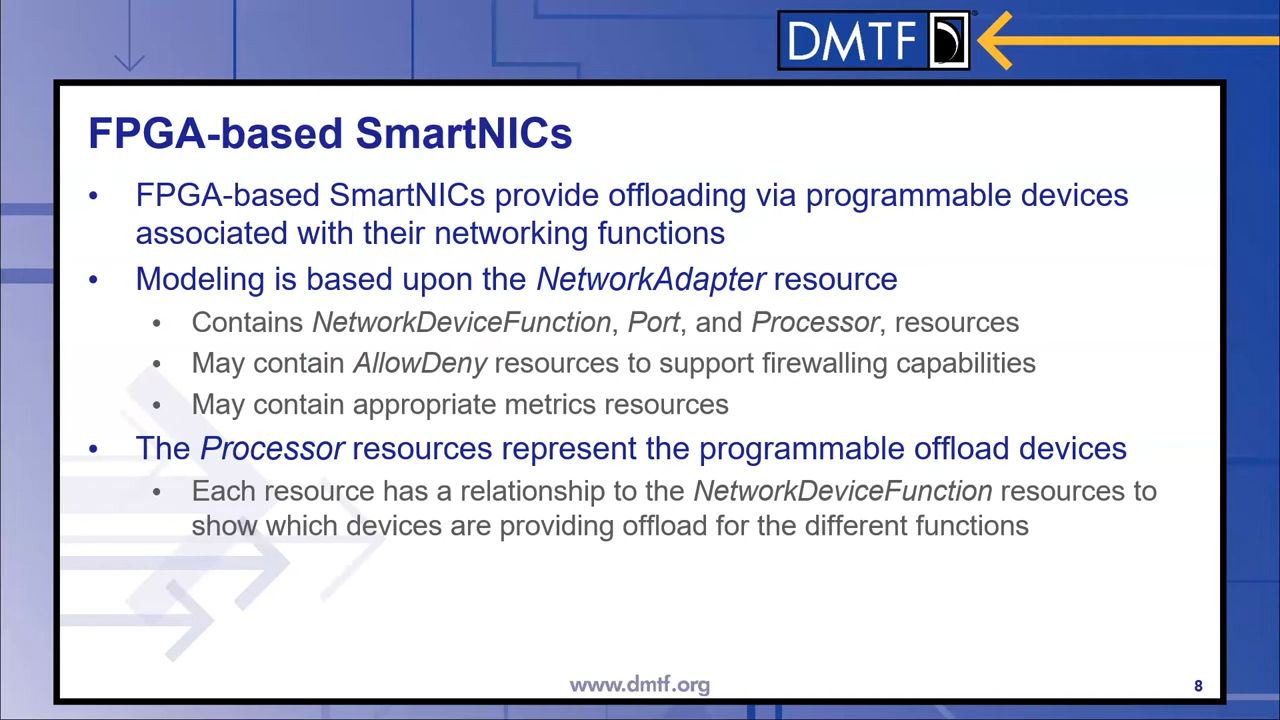 DMTF
FPGA-based SmartNICs
• FPGA-based SmartNICs provide offloading via programmable devices
associated with their networking functions
• Modeling is based upon the NetworkAdapter resource
• Contains NetworkDeviceFunction, Port, and Processor, resources
• May contain AllowDeny resources to support firewalling capabilities
• May contain appropriate metrics resources
• The Processor resources represent the programmable offload devices
• Each resource has a relationship to the NetworkDeviceFunction resources to
show which devices are providing offload for the different functions
www.dmtf.org
8